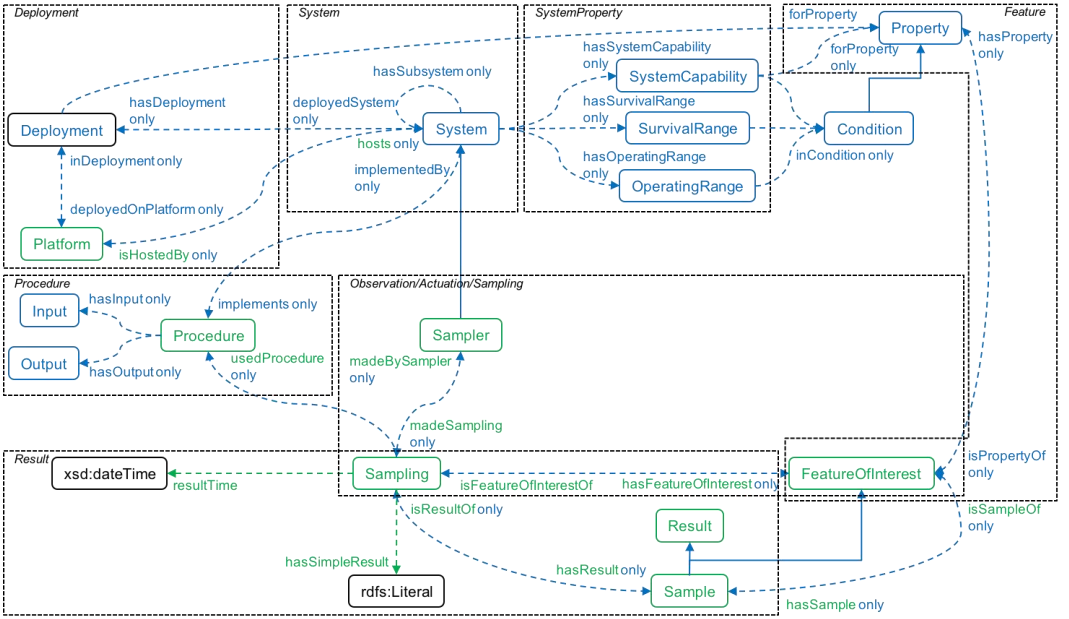 Deployment
System
SystemProperty
Feature
forProperty
Property
hasProperty
only
forProperty
only
hasSystemCapability
only
SystemCapability
hasSubsystem only
hasDeployment
only
deployedSystem
only
hasSurvivalRange
only
Deployment
System
SurvivalRange
Condition
hosts only
inDeployment only
implementedBy
only
hasOperatingRange
only
inCondition only
OperatingRange
deployedOnPlatform only
Platform
isHostedBy only
Procedure
Observation/Actuation/Sampling
hasInput only
Input
implements only
Procedure
Sampler
Output
hasOutput only
usedProcedure
only
madeBySampler
only
madeSampling
only
Result
xsd:dateTime
resultTime
Sampling
isFeatureOfInterestOf
hasFeatureOfInterest only
FeatureOfInterest
isPropertyOf
only
isResultOf only
isSampleOf
only
Result
hasSimpleResult
hasResult only
rdfs:Literal
Sample
hasSample only